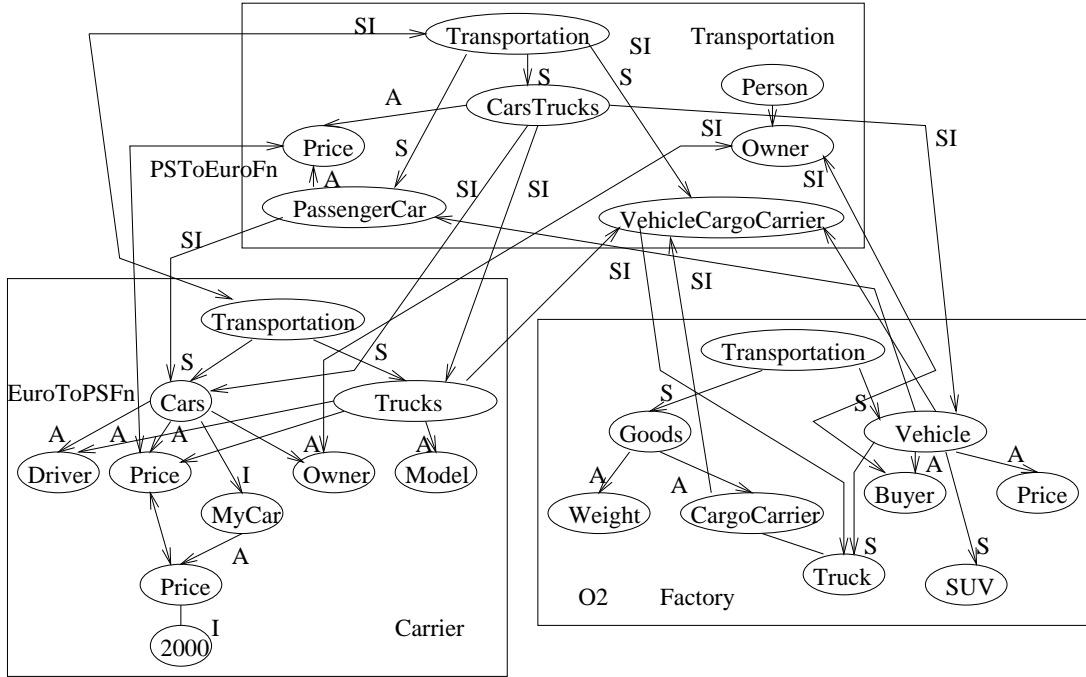 SI
Transportation
SI
Transportation
S
S
A
CarsTrucks
Person
Price
S
SI
Owner
SI
PSToEuroFn
A
SI
SI
SI
PassengerCar
VehicleCargoCarrier
SI
SI
SI
Transportation
S
S
Transportation
EuroToPSFn
Cars
Trucks
S
S
Goods
Vehicle
A
A
A
A
A
Driver
Price
Owner
Model
A
A
A
A
I
Weight
CargoCarrier
Buyer
Price
MyCar
A
S
S
Price
Truck
SUV
O2
Factory
I
Carrier
2000